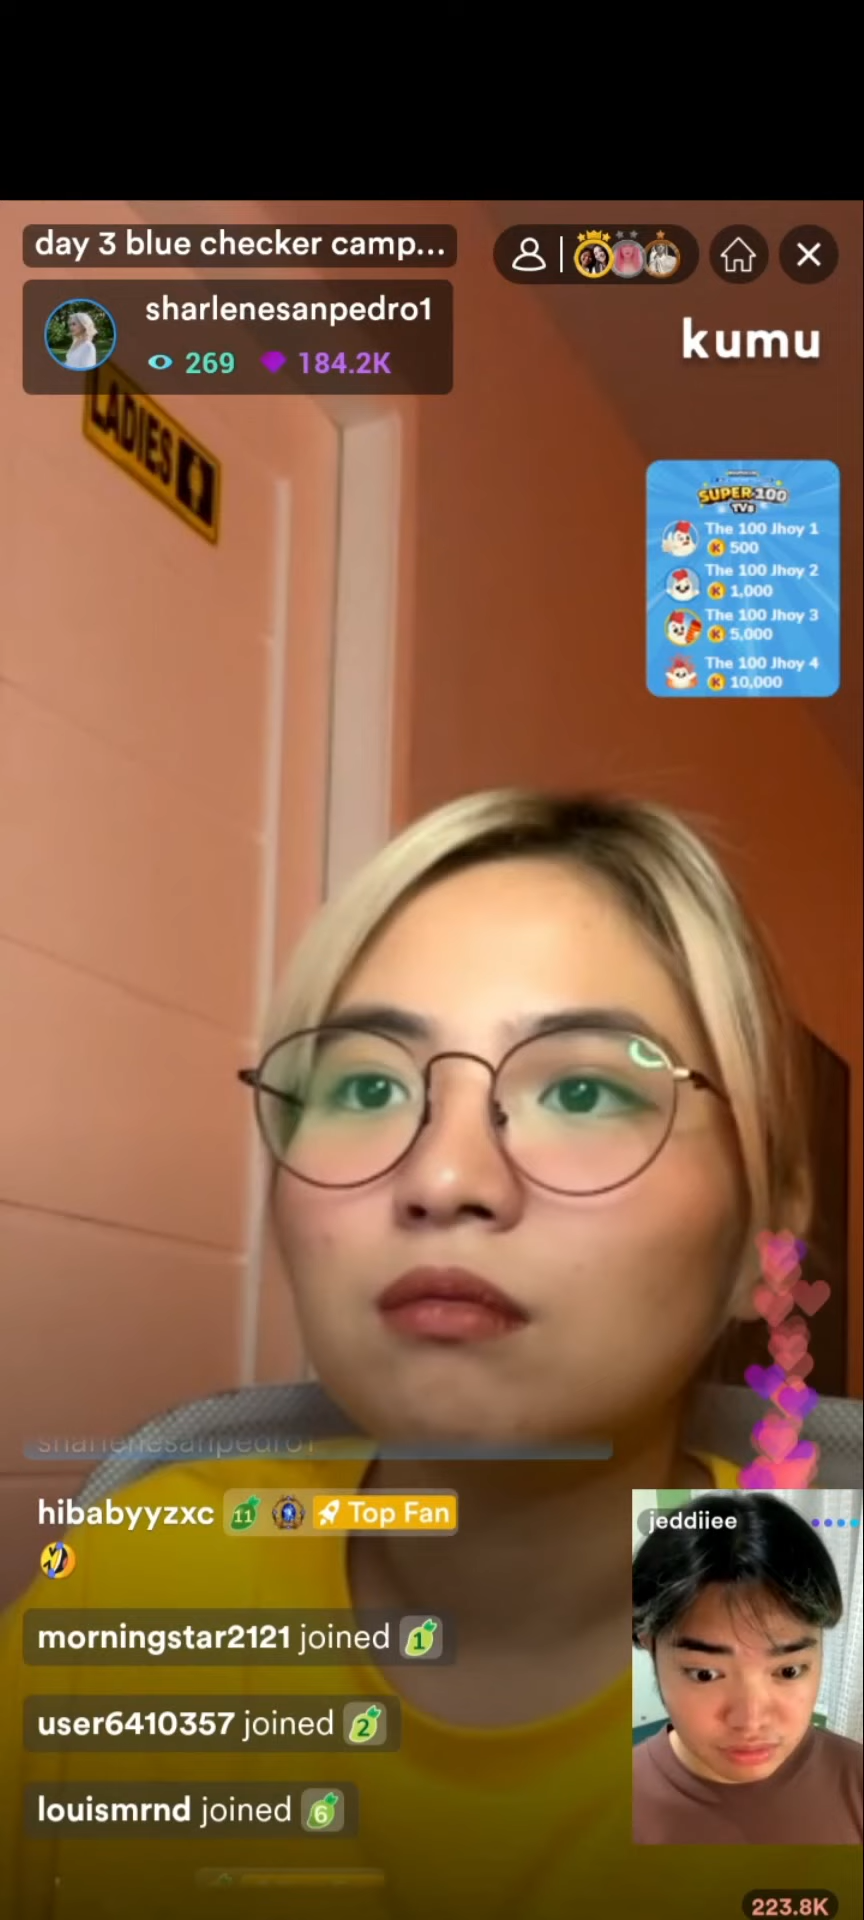 day 3 blue checker camp...
sharlenesanpedro1
269 184.2K
kumu
LADIES
SUPER 100
TVs
The 100 Jhoy 1
K 500
The 100 Jhoy 2
K 1,000
The 100 Jhoy 3
K 5,000
The 100 Jhoy 4
K 10,000
sharlenesanpedro1
hibabyyzxc 11 Top Fan
🤣
morningstar2121 joined 1
user6410357 joined 2
louismrnd joined 6
jeddiiee
223.8K